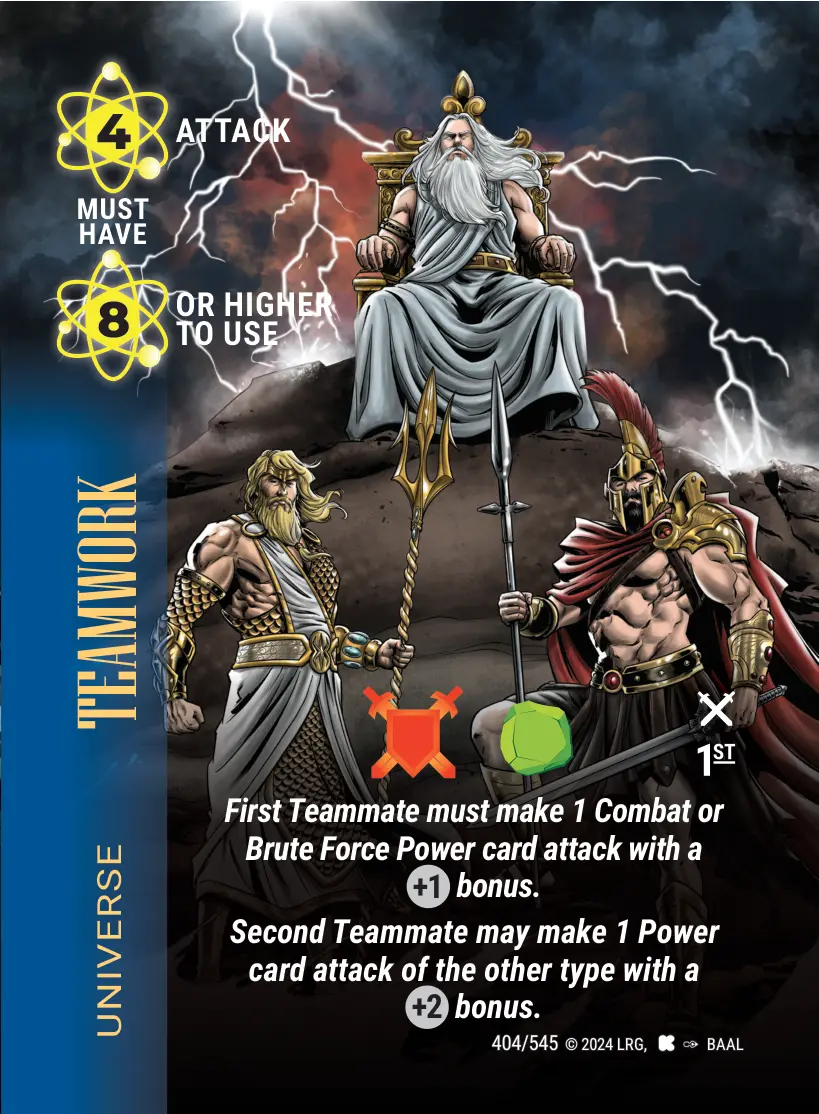 4 ATTACK
MUST
HAVE
8 OR HIGHER
TO USE
TEAMWORK
UNIVERSE
1ST
First Teammate must make 1 Combat or
Brute Force Power card attack with a
+1 bonus.
Second Teammate may make 1 Power
card attack of the other type with a
+2 bonus.
404/545 © 2024 LRG, BAAL